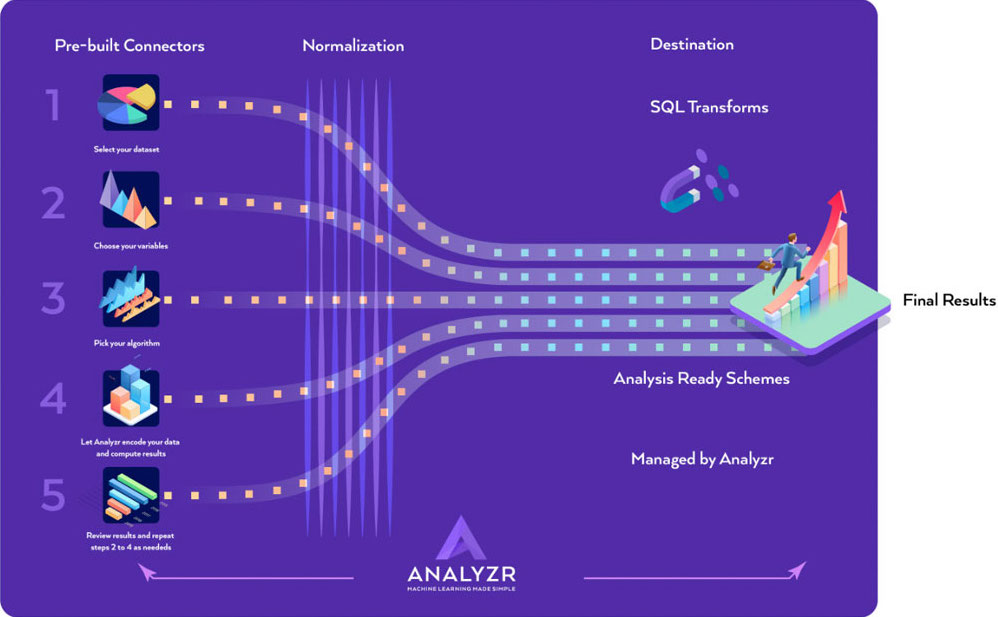 Pre-built Connectors
Normalization
Destination
SQL Transforms
1
Select your dataset
2
Choose your variables
3
Pick your algorithm
4
Let Analyzr encode your data
and compute results
5
Review results and repeat
steps 2 to 4 as neededs
Final Results
Analysis Ready Schemes
Managed by Analyzr
ANALYZR
MACHINE LEARNING MADE SIMPLE